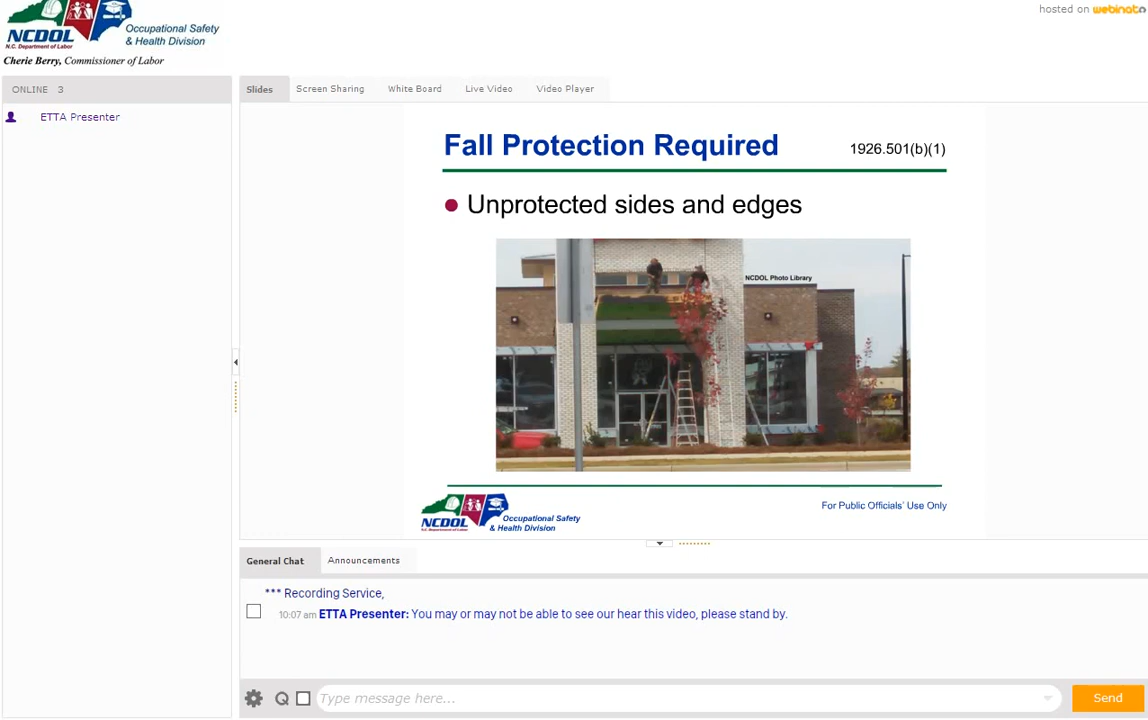 hosted on webinato
NCDOL
N.C. Department of Labor
Occupational Safety
& Health Division
Cherie Berry, Commissioner of Labor
ONLINE 3
Slides Screen Sharing White Board Live Video Video Player
ETTA Presenter
Fall Protection Required 1926.501(b)(1)
Unprotected sides and edges
NCDOL Photo Library
NCDOL
N.C. Department of Labor
Occupational Safety
& Health Division
For Public Officials' Use Only
General Chat Announcements
*** Recording Service,
10:07 am ETTA Presenter: You may or may not be able to see our hear this video, please stand by.
Q Type message here... Send